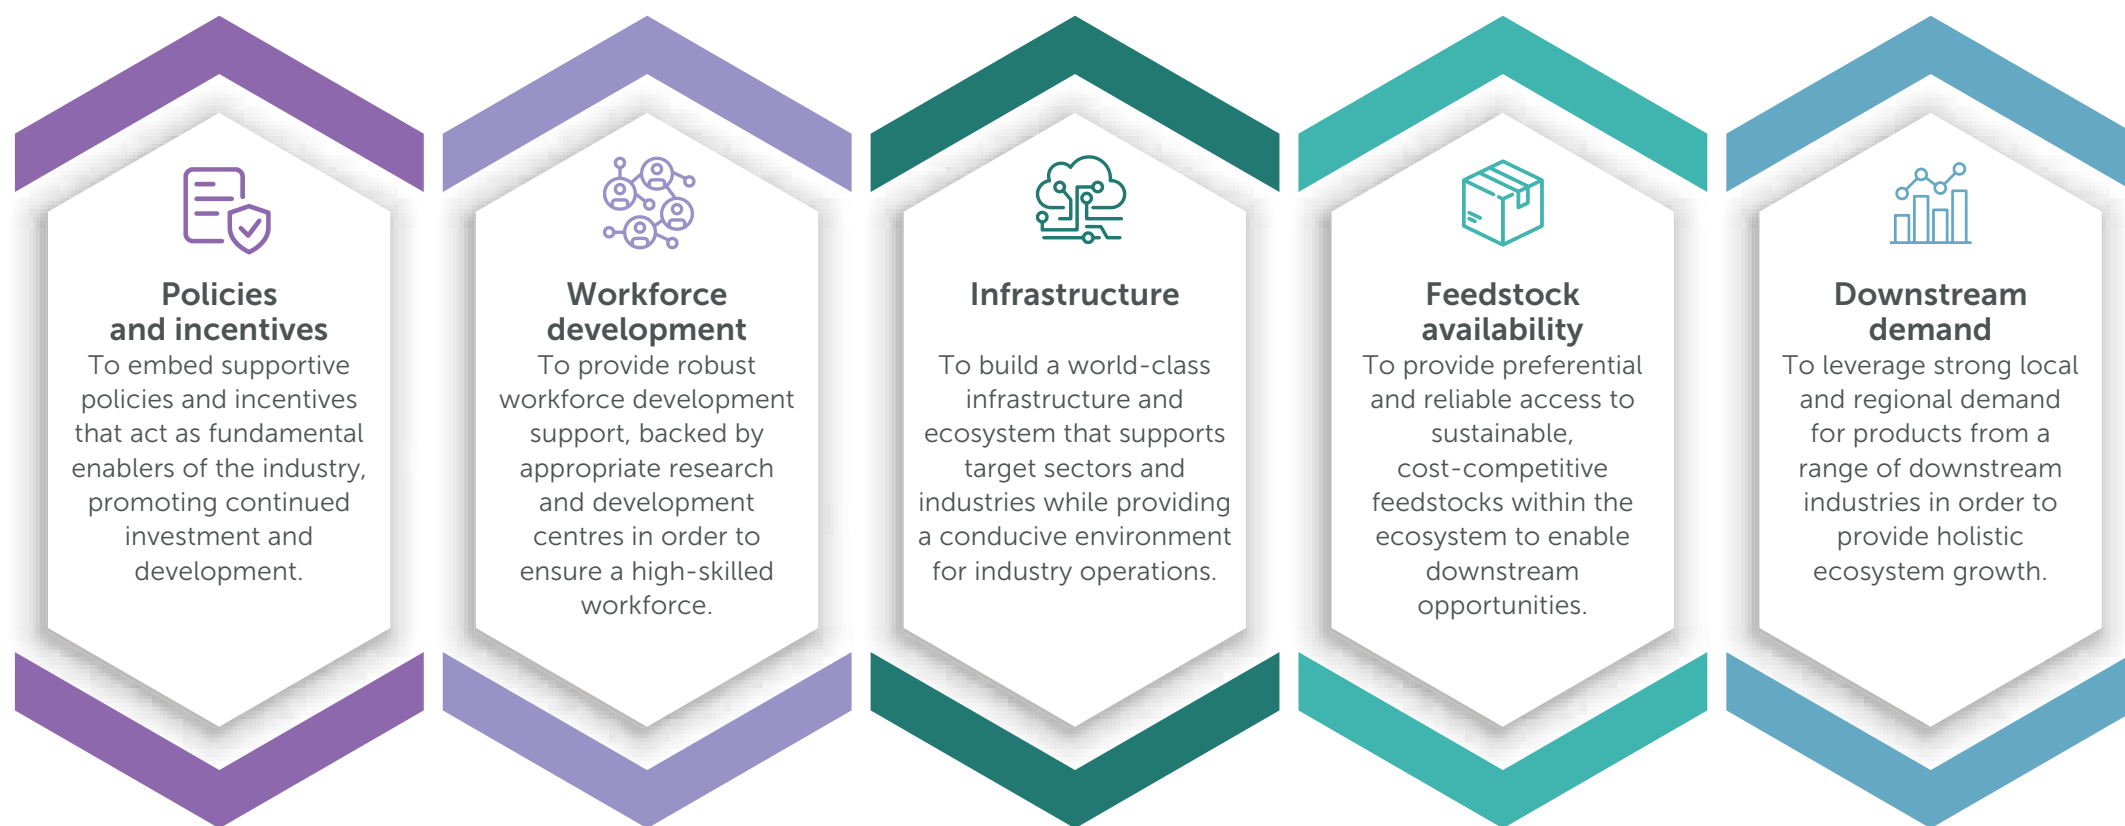 Policies
and incentives
To embed supportive
policies and incentives
that act as fundamental
enablers of the industry,
promoting continued
investment and
development.
Workforce
development
To provide robust
workforce development
support, backed by
appropriate research
and development
centres in order to
ensure a high-skilled
workforce.
Infrastructure
To build a world-class
infrastructure and
ecosystem that supports
target sectors and
industries while providing
a conducive environment
for industry operations.
Feedstock
availability
To provide preferential
and reliable access to
sustainable,
cost-competitive
feedstocks within the
ecosystem to enable
downstream
opportunities.
Downstream
demand
To leverage strong local
and regional demand
for products from a
range of downstream
industries in order to
provide holistic
ecosystem growth.